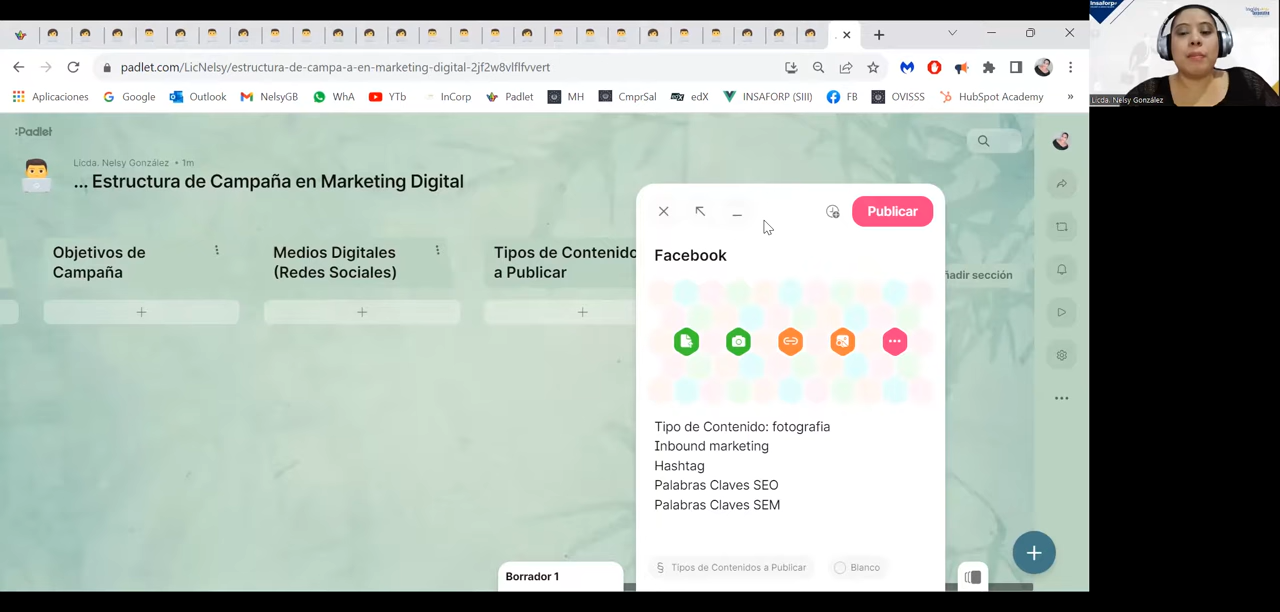 padlet.com/LicNelsy/estructura-de-campa-a-en-marketing-digital-2jf2w8vlflfvvert
Aplicaciones Google Outlook NelsyGB WhA YTb InCorp Padlet MH CmprSal edX INSAFORP (SIII) FB OVISSS HubSpot Academy »
Insaforp
Licda. Nelsy González
:Padlet
Licda. Nelsy González • 1m
... Estructura de Campaña en Marketing Digital
Objetivos de
Campaña
Medios Digitales
(Redes Sociales)
Tipos de Contenido
a Publicar
ñadir sección
Publicar
Facebook
Tipo de Contenido: fotografia
Inbound marketing
Hashtag
Palabras Claves SEO
Palabras Claves SEM
§ Tipos de Contenidos a Publicar
Blanco
Borrador 1